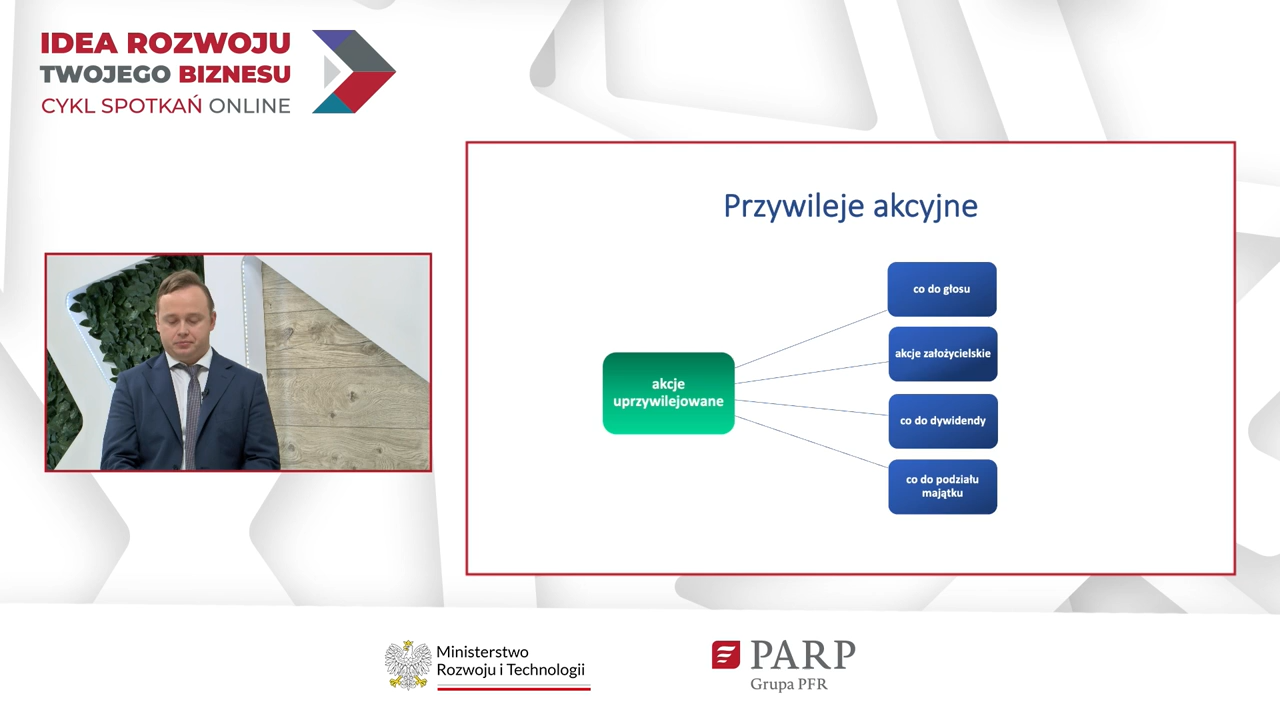 IDEA ROZWOJU
TWOJEGO BIZNESU
CYKL SPOTKAŃ ONLINE
Przywileje akcyjne
akcje
uprzywilejowane
co do głosu
akcje założycielskie
co do dywidendy
co do podziału
majątku
Ministerstwo
Rozwoju i Technologii
PARP
Grupa PFR